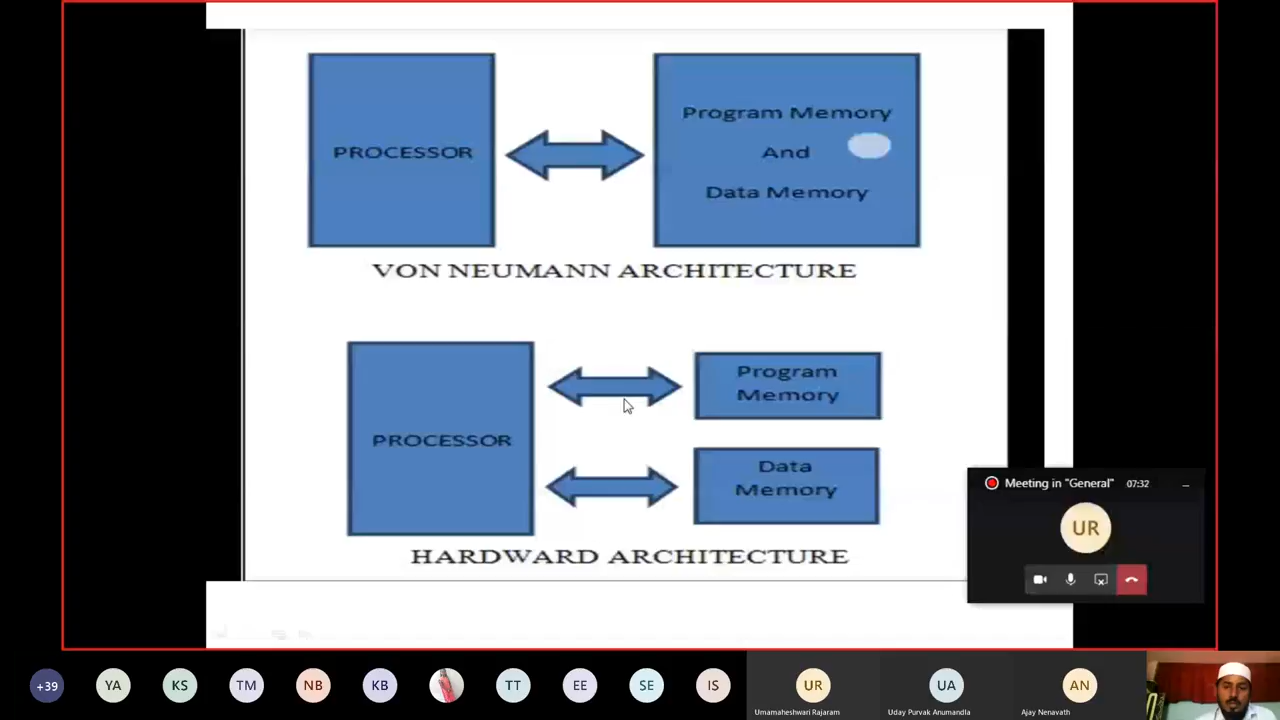 PROCESSOR
Program Memory
And
Data Memory
VON NEUMANN ARCHITECTURE
PROCESSOR
Program
Memory
Data
Memory
HARDWARD ARCHITECTURE
Meeting in "General" 07:32
UR
+39
YA
KS
TM
NB
KB
TT
EE
SE
IS
UR
Umamaheshwari Rajaram
UA
Uday Purvak Anumandla
AN
Ajay Nenavath